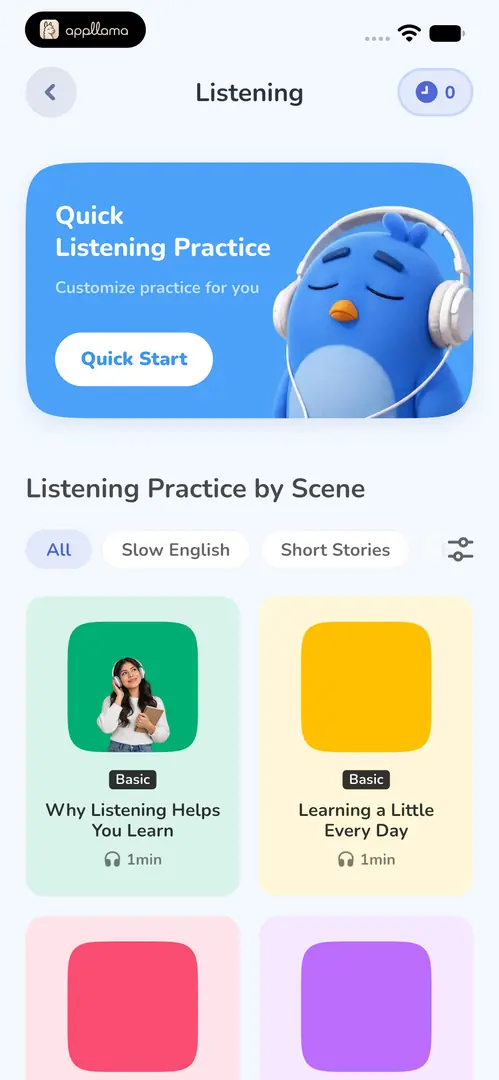 appllama
Listening
0
Quick
Listening Practice
Customize practice for you
Quick Start
Listening Practice by Scene
All
Slow English
Short Stories
Basic
Why Listening Helps
You Learn
1min
Basic
Learning a Little
Every Day
1min